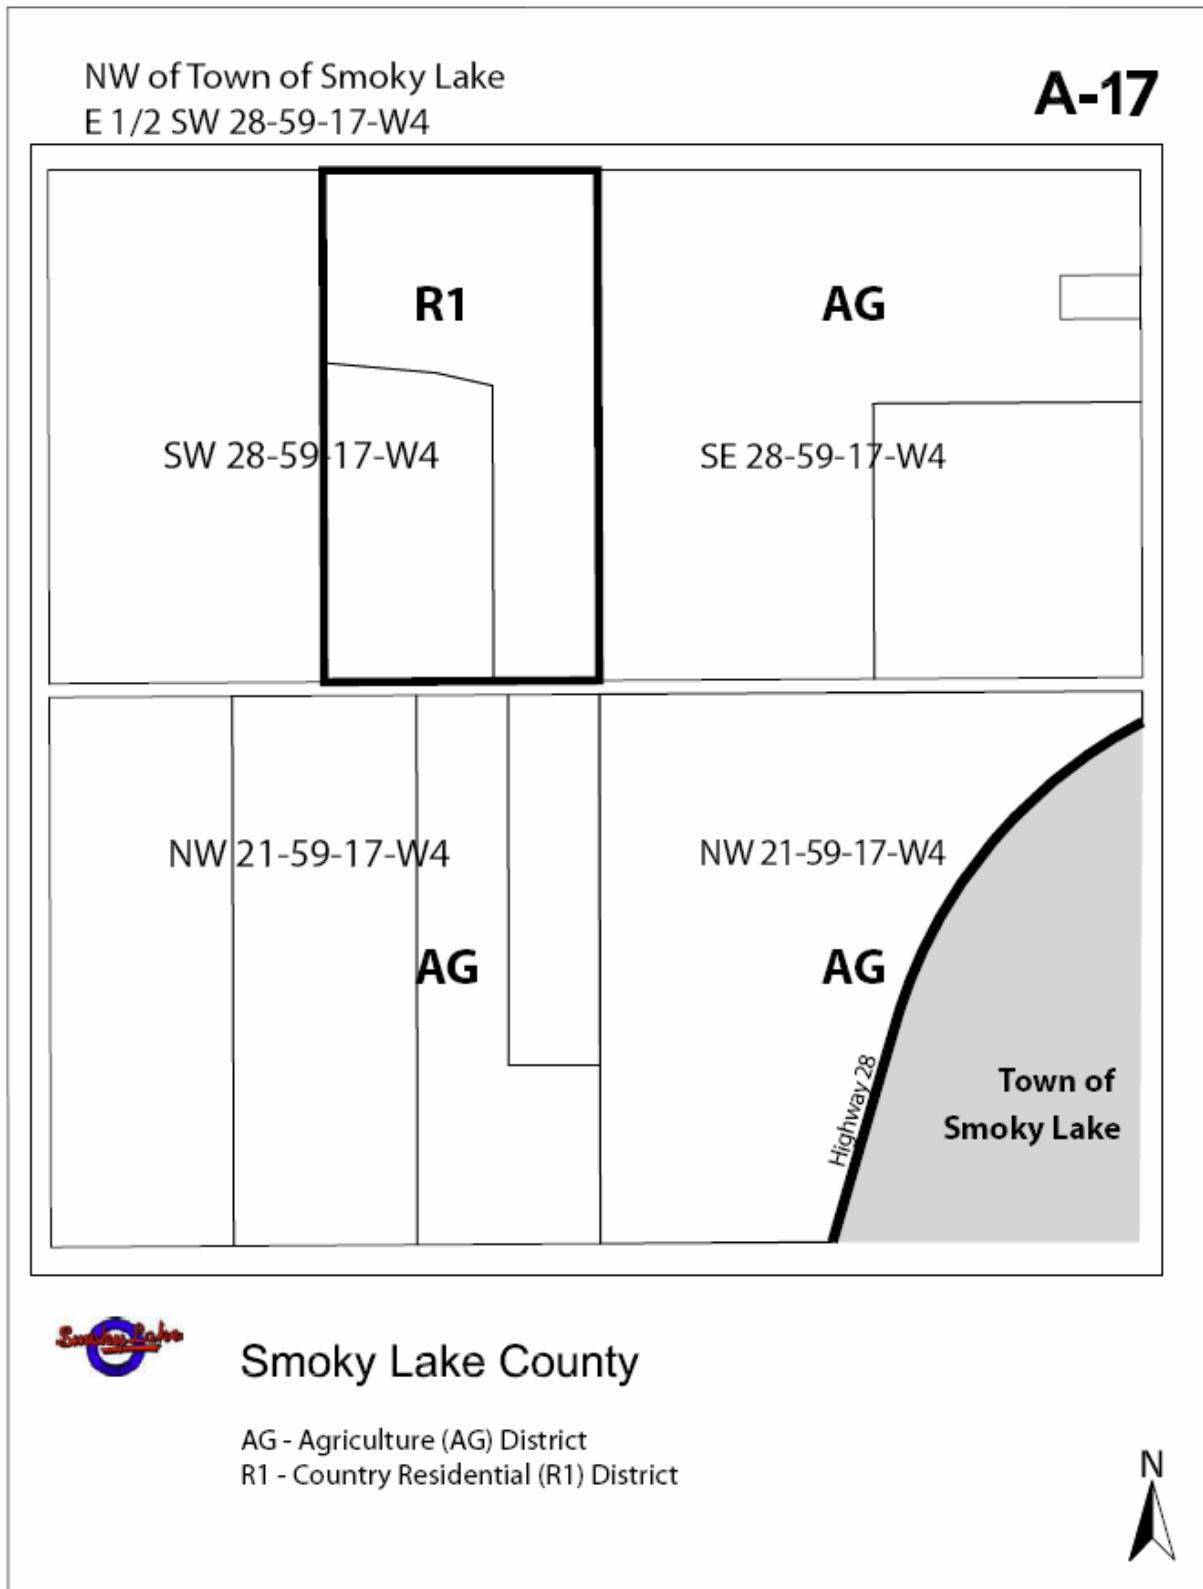 NW of Town of Smoky Lake
E 1/2 SW 28-59-17-W4
A-17
R1
AG
SW 28-59-17-W4
SE 28-59-17-W4
NW 21-59-17-W4
NW 21-59-17-W4
AG
AG
Highway 28
Town of
Smoky Lake
Smoky Lake
Smoky Lake County
AG - Agriculture (AG) District
R1 - Country Residential (R1) District
N